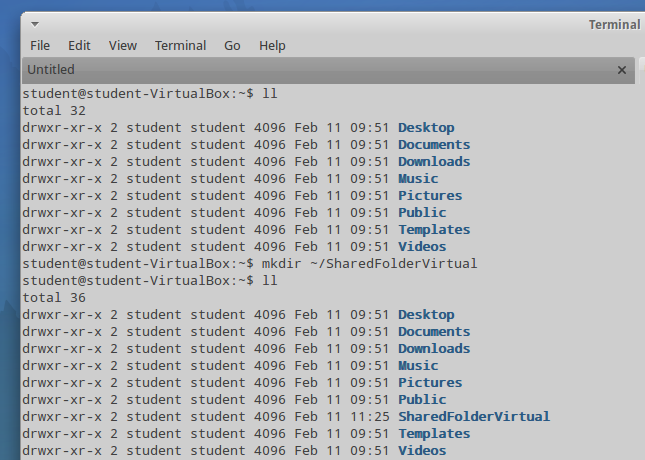 Terminal
File Edit View Terminal Go Help
Untitled ×
student@student-VirtualBox:~$ ll
total 32
drwxr-xr-x 2 student student 4096 Feb 11 09:51 Desktop
drwxr-xr-x 2 student student 4096 Feb 11 09:51 Documents
drwxr-xr-x 2 student student 4096 Feb 11 09:51 Downloads
drwxr-xr-x 2 student student 4096 Feb 11 09:51 Music
drwxr-xr-x 2 student student 4096 Feb 11 09:51 Pictures
drwxr-xr-x 2 student student 4096 Feb 11 09:51 Public
drwxr-xr-x 2 student student 4096 Feb 11 09:51 Templates
drwxr-xr-x 2 student student 4096 Feb 11 09:51 Videos
student@student-VirtualBox:~$ mkdir ~/SharedFolderVirtual
student@student-VirtualBox:~$ ll
total 36
drwxr-xr-x 2 student student 4096 Feb 11 09:51 Desktop
drwxr-xr-x 2 student student 4096 Feb 11 09:51 Documents
drwxr-xr-x 2 student student 4096 Feb 11 09:51 Downloads
drwxr-xr-x 2 student student 4096 Feb 11 09:51 Music
drwxr-xr-x 2 student student 4096 Feb 11 09:51 Pictures
drwxr-xr-x 2 student student 4096 Feb 11 09:51 Public
drwxr-xr-x 2 student student 4096 Feb 11 11:25 SharedFolderVirtual
drwxr-xr-x 2 student student 4096 Feb 11 09:51 Templates
drwxr-xr-x 2 student student 4096 Feb 11 09:51 Videos